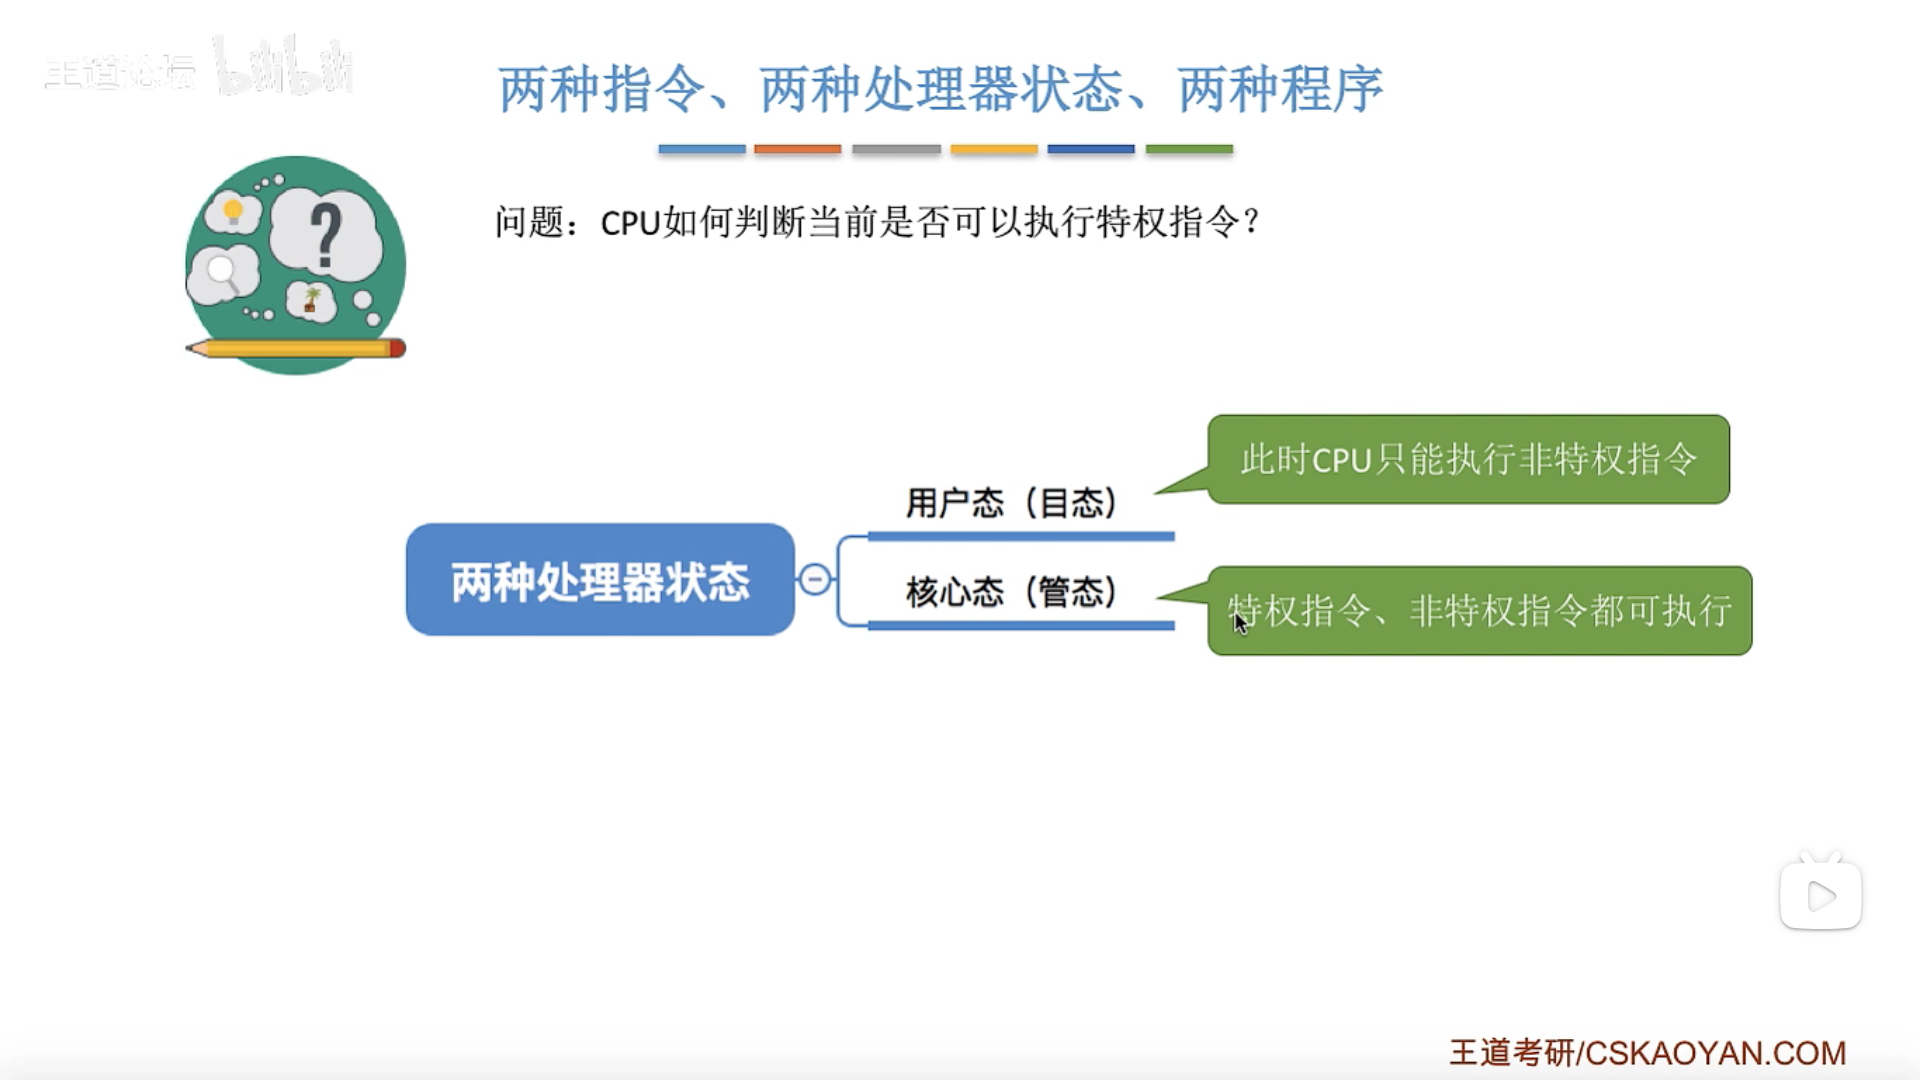 王道论坛 bilibili
两种指令、两种处理器状态、两种程序
?
问题：CPU如何判断当前是否可以执行特权指令？
此时CPU只能执行非特权指令
用户态（目态）
两种处理器状态
核心态（管态）
特权指令、非特权指令都可执行
王道考研/CSKAOYAN.COM